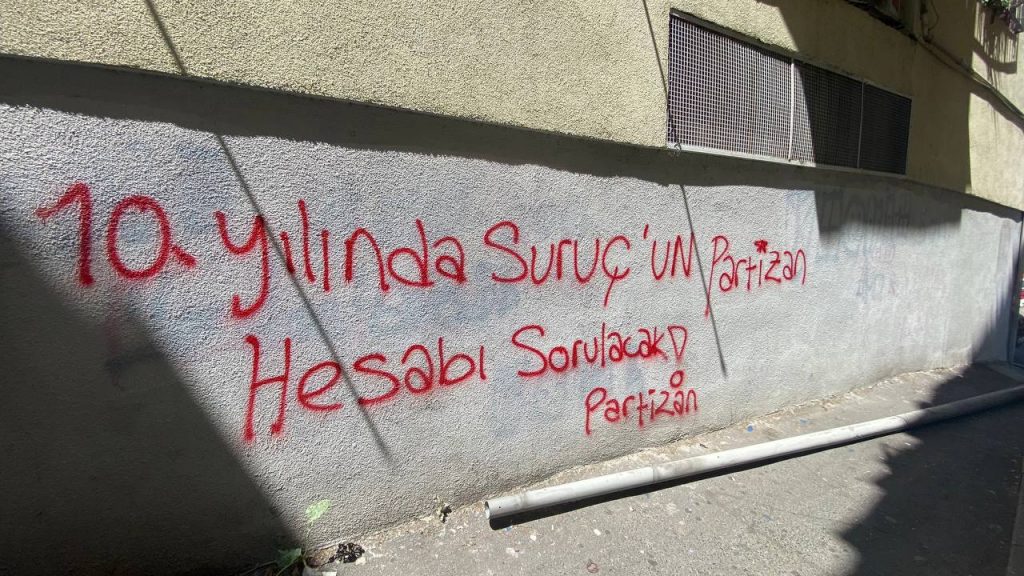 10. yılında Suruç'un Partizan
Hesabı Sorulacak
Partizan